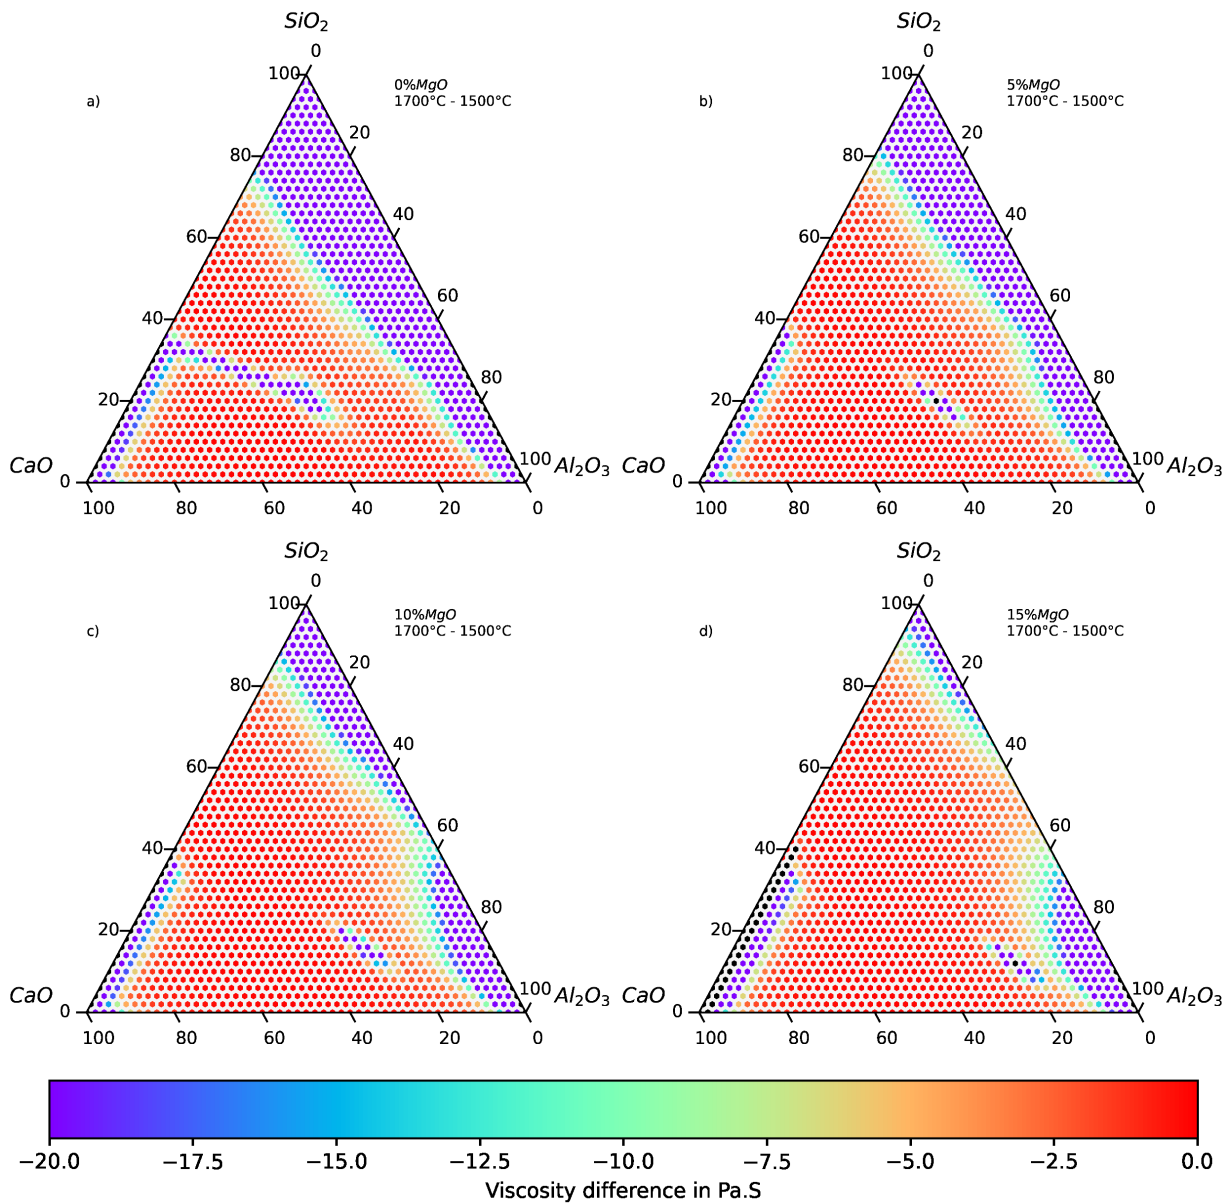 SiO₂ SiO₂
0 0
100 100
0%MgO 5%MgO
a) 1700°C - 1500°C b) 1700°C - 1500°C
20 20
80 80
40 40
60 60
60 60
40 40
80 80
20 20
CaO 100 Al₂O₃ CaO 100 Al₂O₃
0 0
100 80 60 40 20 0 100 80 60 40 20 0
SiO₂ SiO₂
0 0
100 100
10%MgO 15%MgO
c) 1700°C - 1500°C d) 1700°C - 1500°C
20 20
80 80
40 40
60 60
60 60
40 40
80 80
20 20
CaO 100 Al₂O₃ CaO 100 Al₂O₃
0 0
100 80 60 40 20 0 100 80 60 40 20 0
−20.0 −17.5 −15.0 −12.5 −10.0 −7.5 −5.0 −2.5 0.0
Viscosity difference in Pa.S